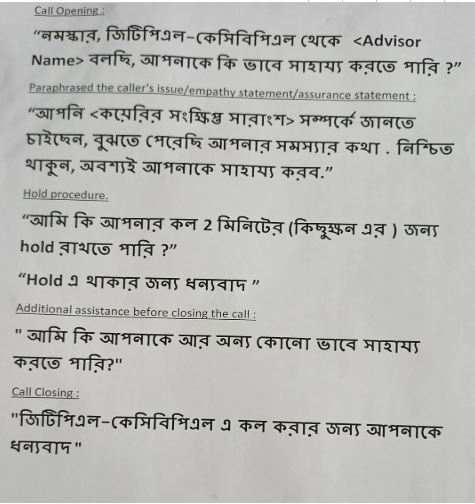 Call Opening :
“নমস্কার, জিটিপিএল-কেসিবিপিএল থেকে <Advisor
Name> বলছি, আপনাকে কি ভাবে সাহায্য করতে পারি ?”
Paraphrased the caller's issue/empathy statement/assurance statement :
“আপনি <কয়েরির সংক্ষিপ্ত সারাংশ> সম্পর্কে জানতে
চাইছেন, বুঝতে পেরেছি আপনার সমস্যার কথা . নিশ্চিত
থাকুন, অবশ্যই আপনাকে সাহায্য করব.”
Hold procedure.
“আমি কি আপনার কল 2 মিনিটের (কিছুক্ষন এর ) জন্য
hold রাখতে পারি ?”
“Hold এ থাকার জন্য ধন্যবাদ ”
Additional assistance before closing the call :
" আমি কি আপনাকে আর অন্য কোনো ভাবে সাহায্য
করতে পারি?"
Call Closing :
"জিটিপিএল-কেসিবিপিএল এ কল করার জন্য আপনাকে
ধন্যবাদ "